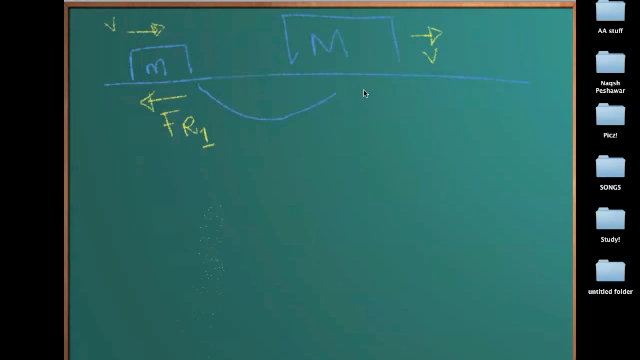 V
m
M
V
FR1
AA stuff
Naqsh Peshawar
Picz!
SONGS
Study!
untitled folder